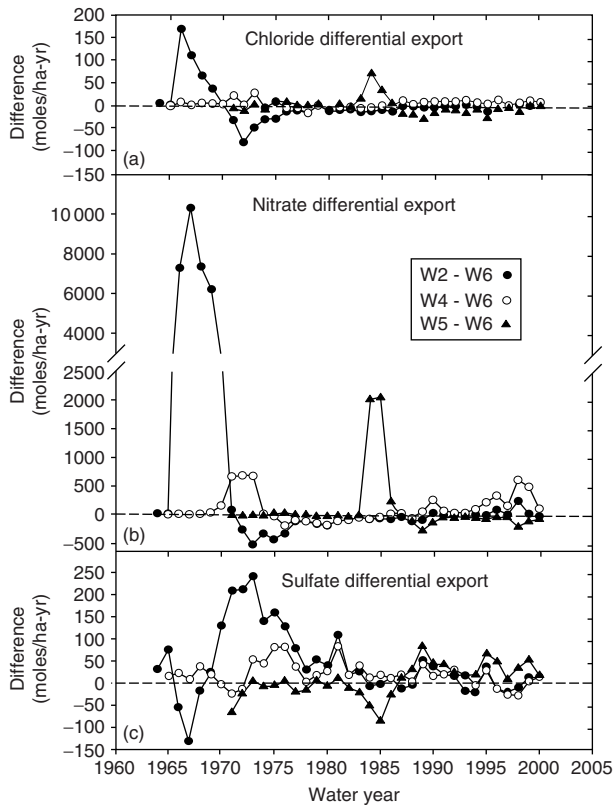 200
150
100
50
0
−50
−100
−150
Difference
(moles/ha-yr)
Chloride differential export
(a)
10 000
8000
6000
4000
2500
2000
1500
1000
500
0
−500
Difference
(moles/ha-yr)
Nitrate differential export
W2 - W6
W4 - W6
W5 - W6
(b)
250
200
150
100
50
0
−50
−100
−150
Difference
(moles/ha-yr)
Sulfate differential export
(c)
1960 1965 1970 1975 1980 1985 1990 1995 2000 2005
Water year